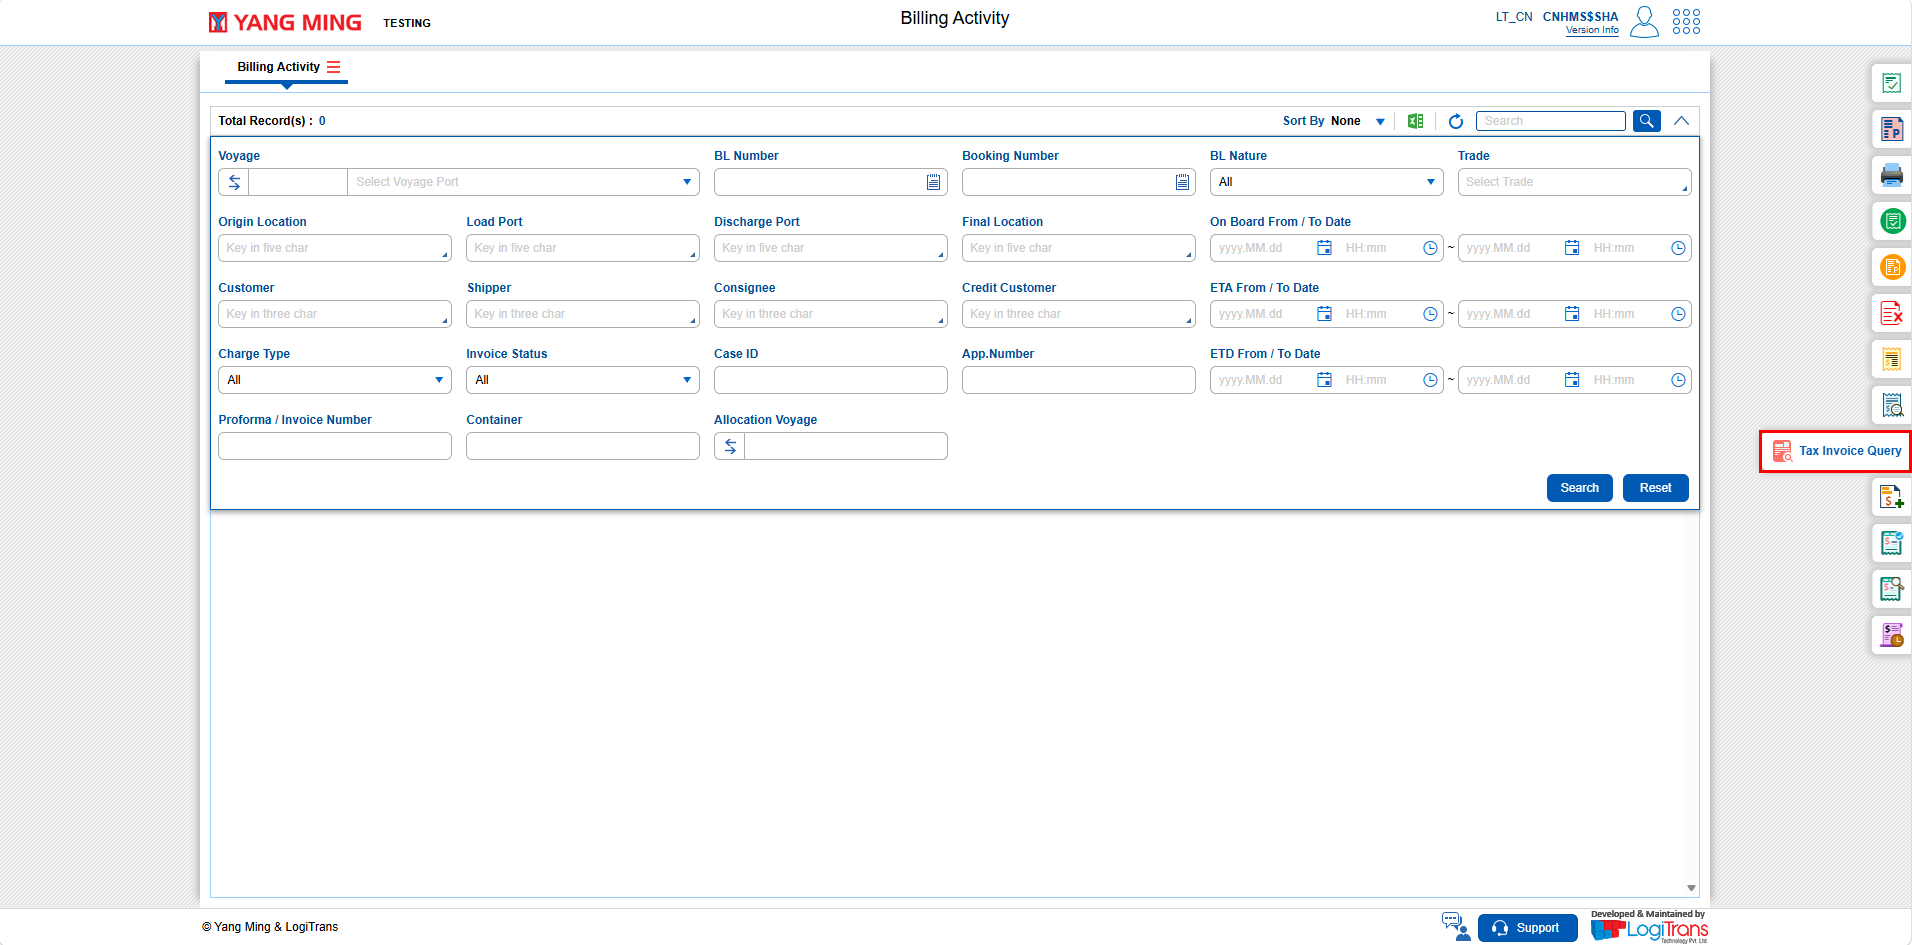 YANG MING TESTING Billing Activity LT_CN CNHMS$SHA
Version Info
Billing Activity
Total Record(s) : 0 Sort By None Search
Voyage BL Number Booking Number BL Nature Trade
Select Voyage Port All Select Trade
Origin Location Load Port Discharge Port Final Location On Board From / To Date
Key in five char Key in five char Key in five char Key in five char yyyy.MM.dd HH:mm ~ yyyy.MM.dd HH:mm
Customer Shipper Consignee Credit Customer ETA From / To Date
Key in three char Key in three char Key in three char Key in three char yyyy.MM.dd HH:mm ~ yyyy.MM.dd HH:mm
Charge Type Invoice Status Case ID App.Number ETD From / To Date
All All yyyy.MM.dd HH:mm ~ yyyy.MM.dd HH:mm
Proforma / Invoice Number Container Allocation Voyage
Tax Invoice Query
Search Reset
© Yang Ming & LogiTrans Support
Developed & Maintained by
LogiTrans
Technology Pvt. Ltd.